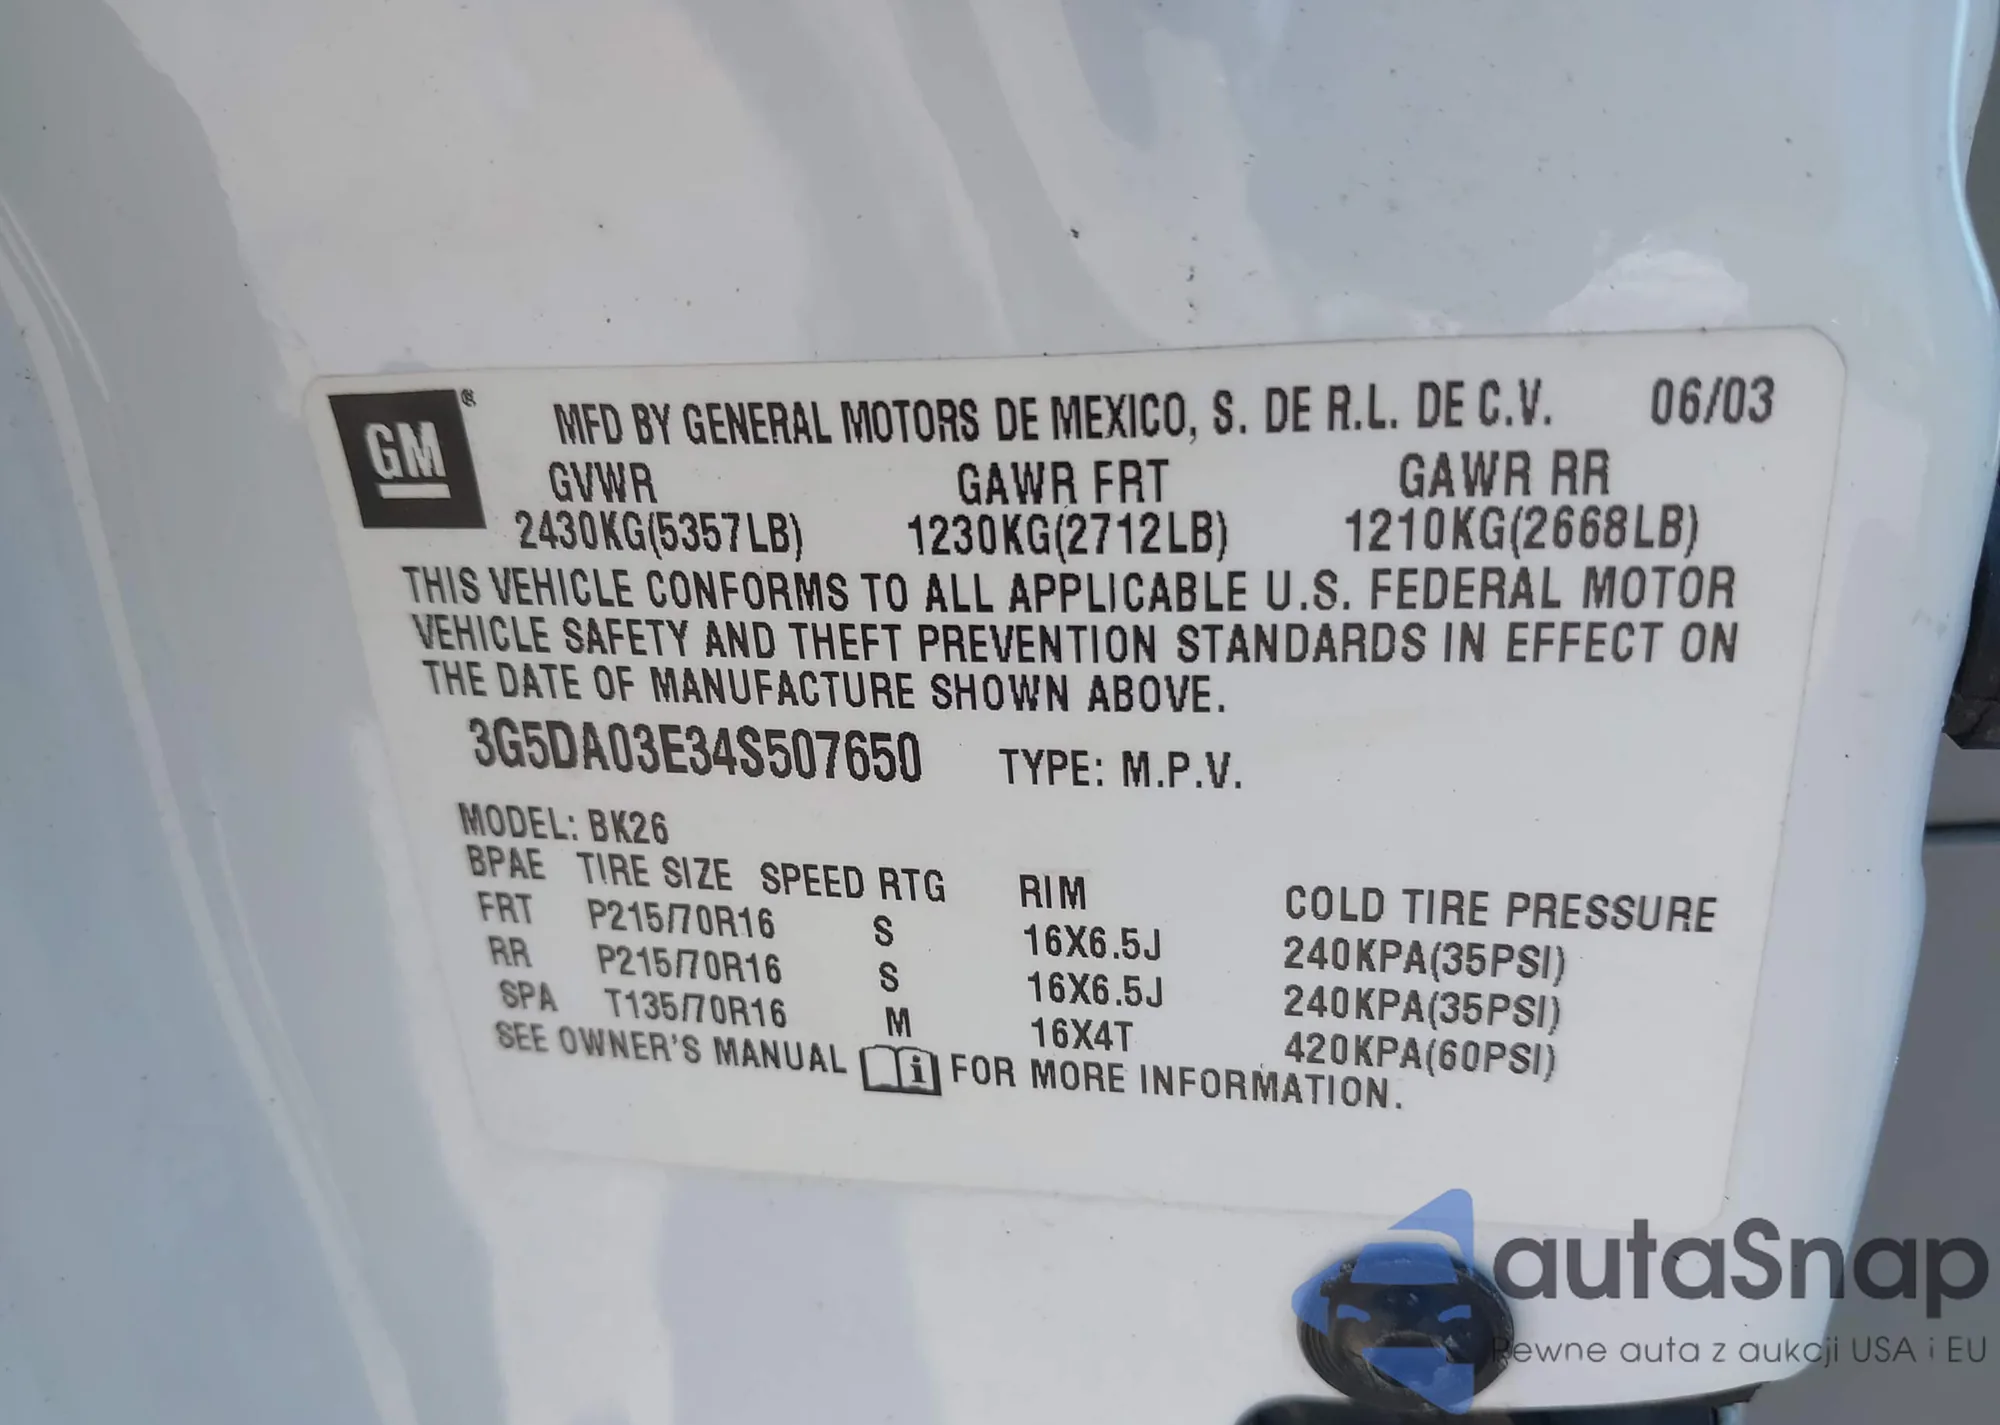 GM®
MFD BY GENERAL MOTORS DE MEXICO, S. DE R.L. DE C.V. 06/03
GVWR GAWR FRT GAWR RR
2430KG(5357LB) 1230KG(2712LB) 1210KG(2668LB)
THIS VEHICLE CONFORMS TO ALL APPLICABLE U.S. FEDERAL MOTOR
VEHICLE SAFETY AND THEFT PREVENTION STANDARDS IN EFFECT ON
THE DATE OF MANUFACTURE SHOWN ABOVE.
3G5DA03E34S507650 TYPE: M.P.V.
MODEL: BK26
BPAE TIRE SIZE SPEED RTG RIM COLD TIRE PRESSURE
FRT P215/70R16 S 16X6.5J 240KPA(35PSI)
RR P215/70R16 S 16X6.5J 240KPA(35PSI)
SPA T135/70R16 M 16X4T 420KPA(60PSI)
SEE OWNER'S MANUAL i FOR MORE INFORMATION.
autaSnap
Pewne auta z aukcji USA i EU